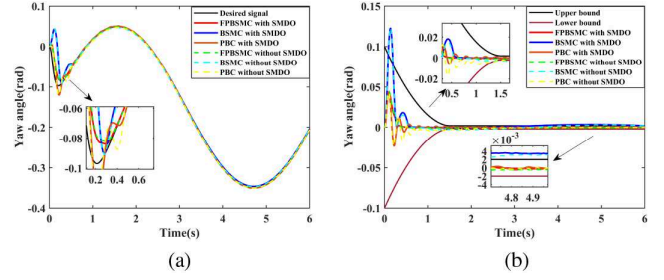 Desired signal
FPBSMC with SMDO
BSMC with SMDO
PBC with SMDO
FPBSMC without SMDO
BSMC without SMDO
PBC without SMDO
Yaw angle(rad)
0.1
0
-0.1
-0.2
-0.3
-0.4
-0.06
-0.08
-0.1
0.2 0.4 0.6
0 1 2 3 4 5 6
Time(s)
(a)
Upper bound
Lower bound
FPBSMC with SMDO
BSMC with SMDO
PBC with SMDO
FPBSMC without SMDO
BSMC without SMDO
PBC without SMDO
Yaw angle(rad)
0.15
0.1
0.05
0
-0.05
-0.1
0.02
0
-0.02
0.5 1 1.5
×10⁻³
4
2
0
-2
-4
4.8 4.9
0 1 2 3 4 5 6
Time(s)
(b)